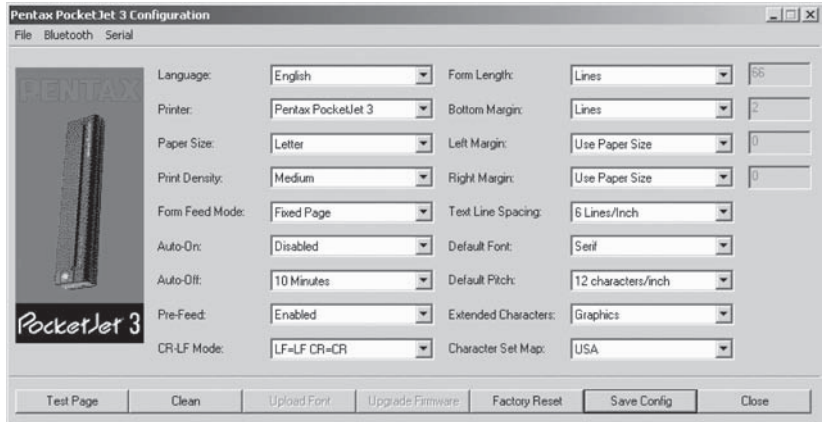 Pentax PocketJet 3 Configuration
File Bluetooth Serial
PENTAX
PocketJet 3
Language: English
Printer: Pentax PocketJet 3
Paper Size: Letter
Print Density: Medium
Form Feed Mode: Fixed Page
Auto-On: Disabled
Auto-Off: 10 Minutes
Pre-Feed: Enabled
CR-LF Mode: LF=LF CR=CR
Form Length: Lines 66
Bottom Margin: Lines 2
Left Margin: Use Paper Size 0
Right Margin: Use Paper Size 0
Text Line Spacing: 6 Lines/Inch
Default Font: Serif
Default Pitch: 12 characters/inch
Extended Characters: Graphics
Character Set Map: USA
Test Page Clean Upload Font Upgrade Firmware Factory Reset Save Config Close